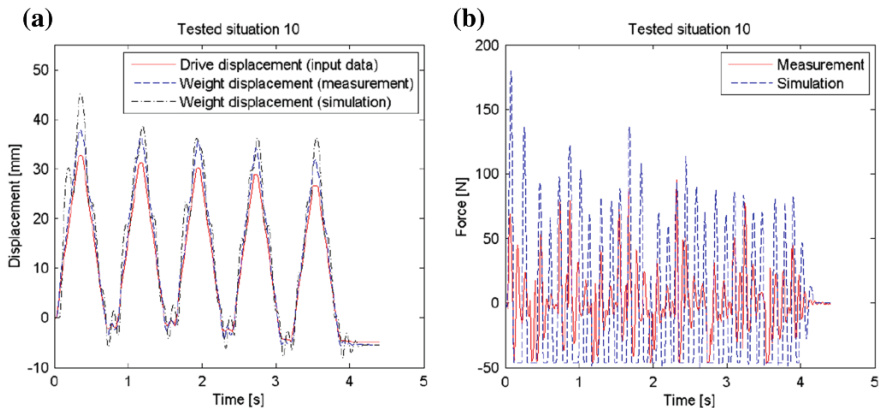 (a)
Tested situation 10
Drive displacement (input data)
Weight displacement (measurement)
Weight displacement (simulation)
Displacement [mm]
50
40
30
20
10
0
-10
0 1 2 3 4 5
Time [s]
(b)
Tested situation 10
Measurement
Simulation
Force [N]
200
150
100
50
0
-50
0 1 2 3 4 5
Time [s]